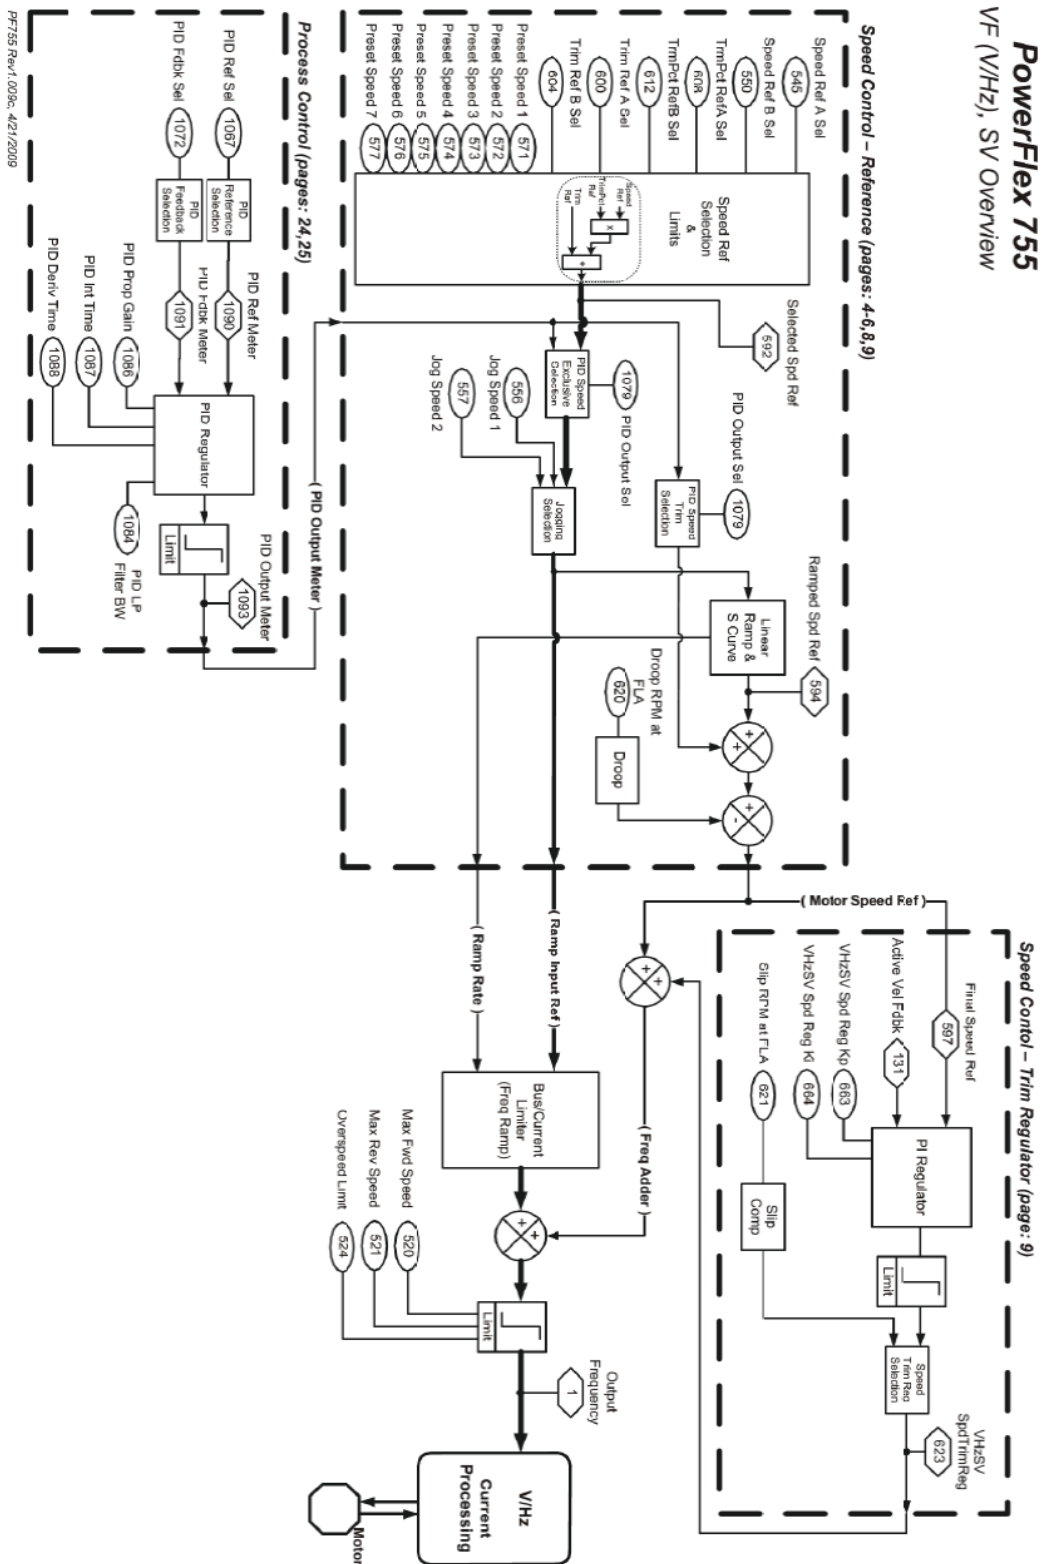 PowerFlex 755
VF (V/Hz), SV Overview
Speed Control – Reference (pages: 4-6,8,9)
Speed Ref A Sel
545
Speed Ref B Sel
550
TrmPct RefA Sel
608
TrmPct RefB Sel
612
Trim Ref A Sel
600
Trim Ref B Sel
604
Preset Speed 1
571
Preset Speed 2
572
Preset Speed 3
573
Preset Speed 4
574
Preset Speed 5
575
Preset Speed 6
576
Preset Speed 7
577
Speed Ref
Selection
&
Limits
Speed
Ref
TrimPct
Ref
Trim
Ref
x
+
Selected Spd Ref
592
PID Speed
Exclusive
Selection
1079
PID Output Sel
PID Output Sel
1079
PID Speed
Trim
Selection
Jog Speed 1
556
Jog Speed 2
557
Jogging
Selection
Linear
Ramp &
S Curve
Ramped Spd Ref
594
+
+
Droop RPM at
FLA
620
Droop
+
-
Speed Contol – Trim Regulator (page: 9)
( Motor Speed Ref )
Final Speed Ref
597
Active Vel Fdbk
131
VHzSV Spd Reg Kp
663
VHzSV Spd Reg Ki
664
Slip RPM at FLA
621
PI Regulator
Limit
Slip
Comp
Speed
Trim Reg
Selection
VHzSV
SpdTrimReg
623
+
+
( Freq Adder )
( Ramp Input Ref )
( Ramp Rate )
Bus/Current
Limiter
(Freq Ramp)
+
+
Max Fwd Speed
520
Max Rev Speed
521
Overspeed Limit
524
Limit
Output
Frequency
1
V/Hz
Current
Processing
Motor
Process Control (pages: 24,25)
PID Ref Sel
1067
PID Fdbk Sel
1072
PID
Reference
Selection
PID
Feedback
Selection
PID Ref Meter
1090
PID Fdbk Meter
1091
PID Prop Gain
1086
PID Int Time
1087
PID Deriv Time
1088
PID Regulator
1084
PID LP
Filter BW
Limit
PID Output Meter
1093
( PID Output Meter )
PF755 Rev1.009c, 4/21/2009